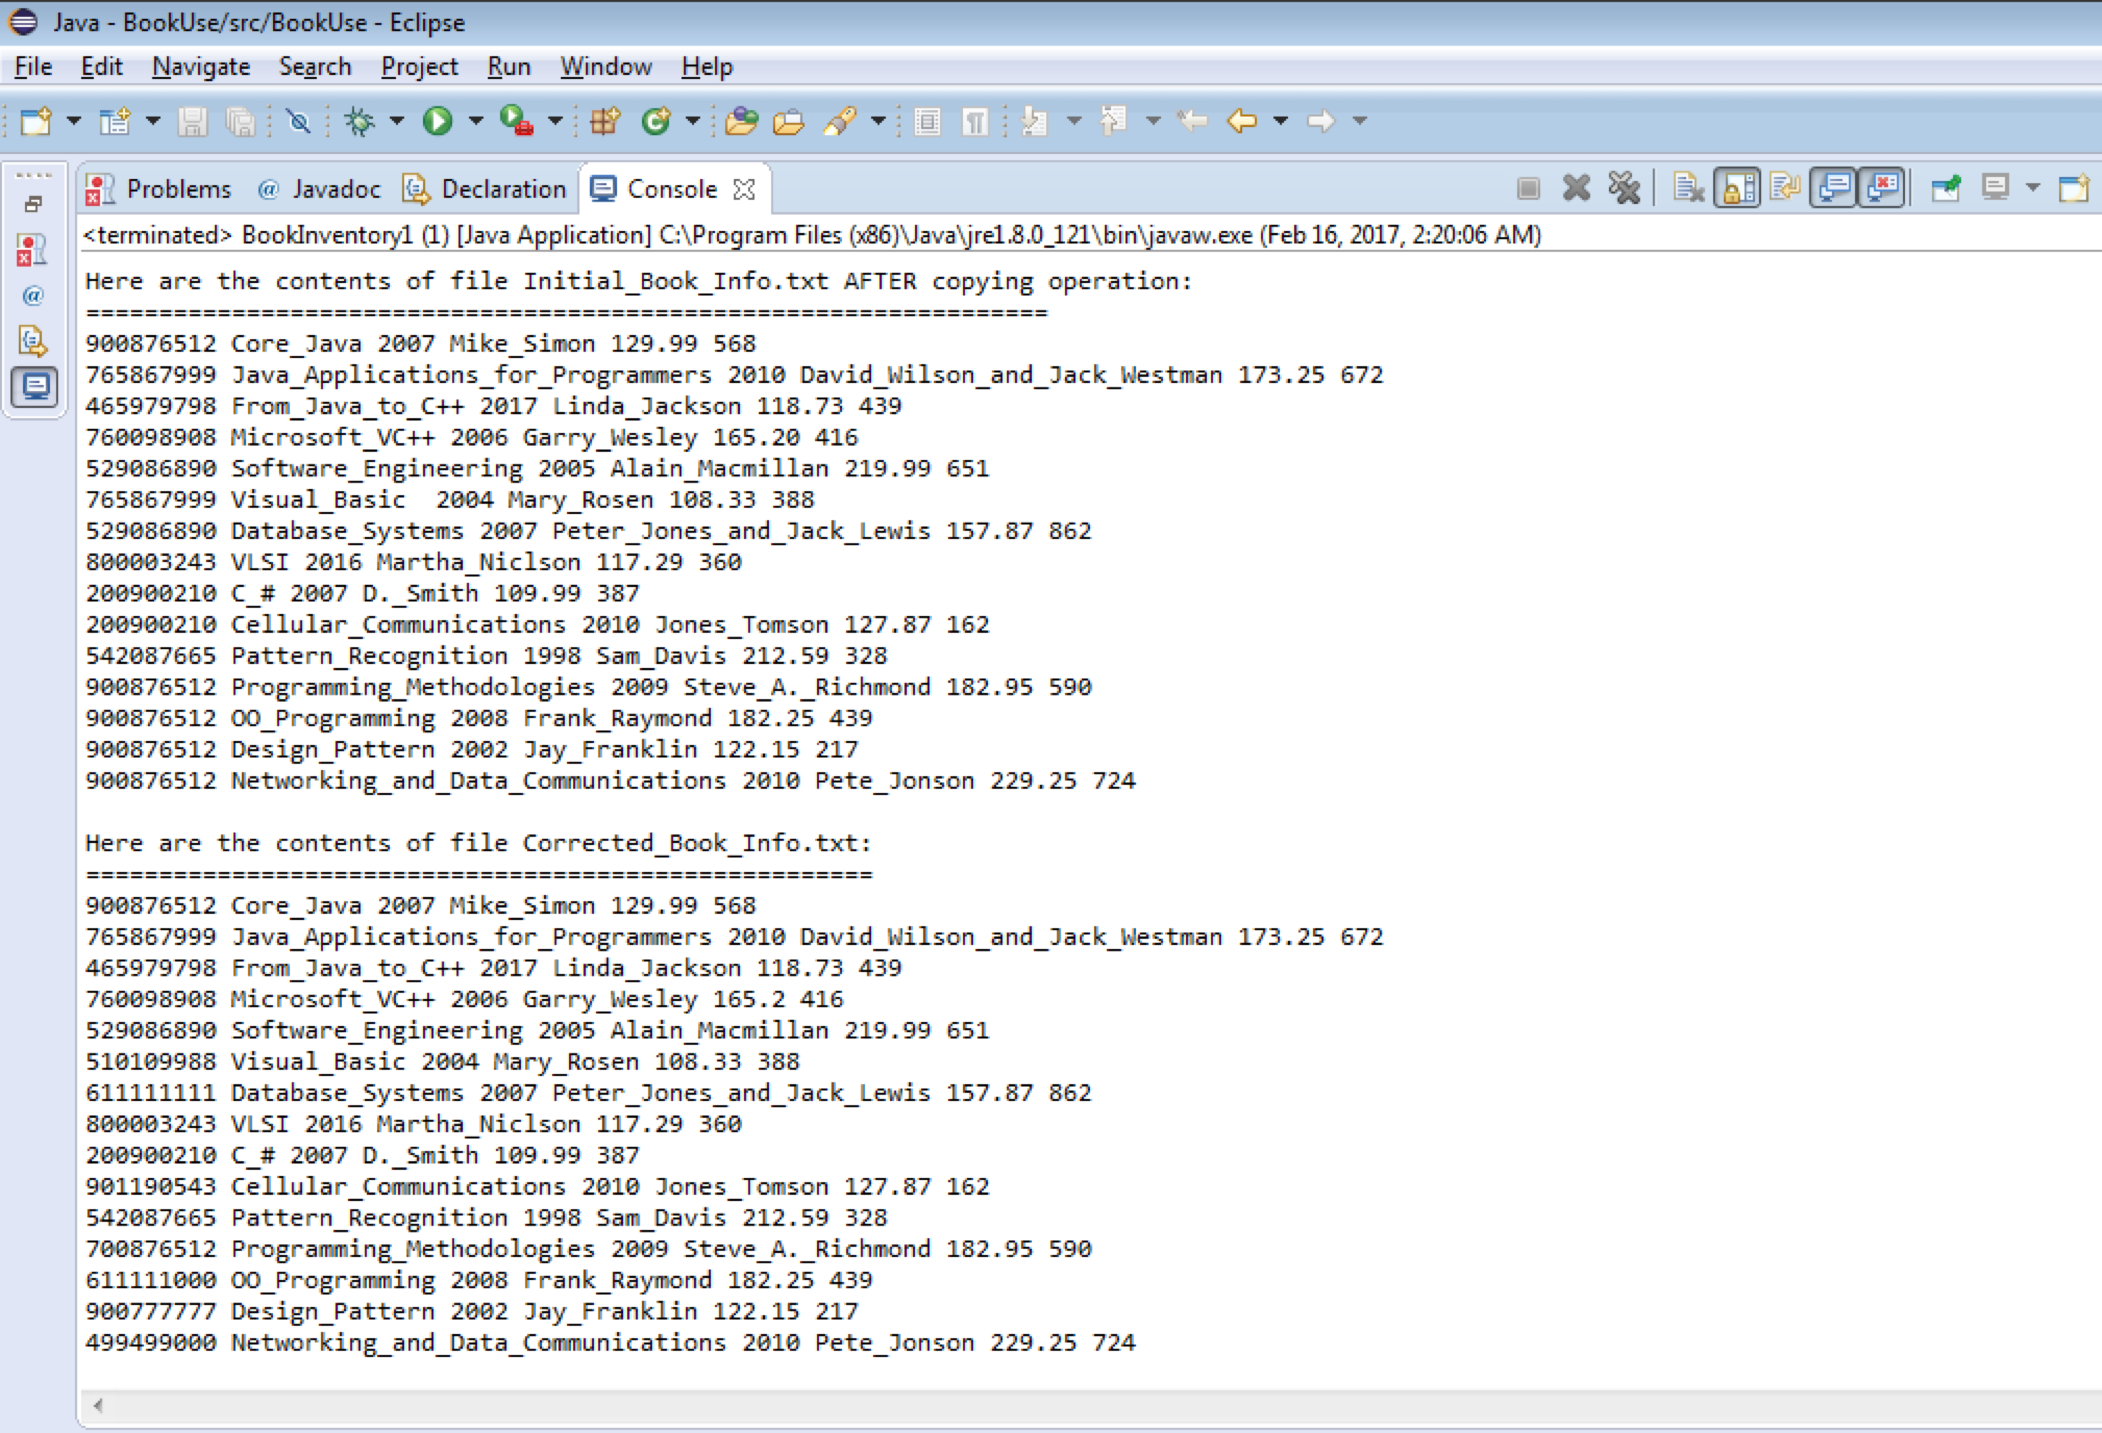 Java - BookUse/src/BookUse - Eclipse
File Edit Navigate Search Project Run Window Help
Problems @ Javadoc Declaration Console
<terminated> BookInventory1 (1) [Java Application] C:\Program Files (x86)\Java\jre1.8.0_121\bin\javaw.exe (Feb 16, 2017, 2:20:06 AM)
Here are the contents of file Initial_Book_Info.txt AFTER copying operation:
==================================================================
900876512 Core_Java 2007 Mike_Simon 129.99 568
765867999 Java_Applications_for_Programmers 2010 David_Wilson_and_Jack_Westman 173.25 672
465979798 From_Java_to_C++ 2017 Linda_Jackson 118.73 439
760098908 Microsoft_VC++ 2006 Garry_Wesley 165.20 416
529086890 Software_Engineering 2005 Alain_Macmillan 219.99 651
765867999 Visual_Basic  2004 Mary_Rosen 108.33 388
529086890 Database_Systems 2007 Peter_Jones_and_Jack_Lewis 157.87 862
800003243 VLSI 2016 Martha_Niclson 117.29 360
200900210 C_# 2007 D._Smith 109.99 387
200900210 Cellular_Communications 2010 Jones_Tomson 127.87 162
542087665 Pattern_Recognition 1998 Sam_Davis 212.59 328
900876512 Programming_Methodologies 2009 Steve_A._Richmond 182.95 590
900876512 OO_Programming 2008 Frank_Raymond 182.25 439
900876512 Design_Pattern 2002 Jay_Franklin 122.15 217
900876512 Networking_and_Data_Communications 2010 Pete_Jonson 229.25 724
Here are the contents of file Corrected_Book_Info.txt:
======================================================
900876512 Core_Java 2007 Mike_Simon 129.99 568
765867999 Java_Applications_for_Programmers 2010 David_Wilson_and_Jack_Westman 173.25 672
465979798 From_Java_to_C++ 2017 Linda_Jackson 118.73 439
760098908 Microsoft_VC++ 2006 Garry_Wesley 165.2 416
529086890 Software_Engineering 2005 Alain_Macmillan 219.99 651
510109988 Visual_Basic 2004 Mary_Rosen 108.33 388
611111111 Database_Systems 2007 Peter_Jones_and_Jack_Lewis 157.87 862
800003243 VLSI 2016 Martha_Niclson 117.29 360
200900210 C_# 2007 D._Smith 109.99 387
901190543 Cellular_Communications 2010 Jones_Tomson 127.87 162
542087665 Pattern_Recognition 1998 Sam_Davis 212.59 328
700876512 Programming_Methodologies 2009 Steve_A._Richmond 182.95 590
611111000 OO_Programming 2008 Frank_Raymond 182.25 439
900777777 Design_Pattern 2002 Jay_Franklin 122.15 217
499499000 Networking_and_Data_Communications 2010 Pete_Jonson 229.25 724